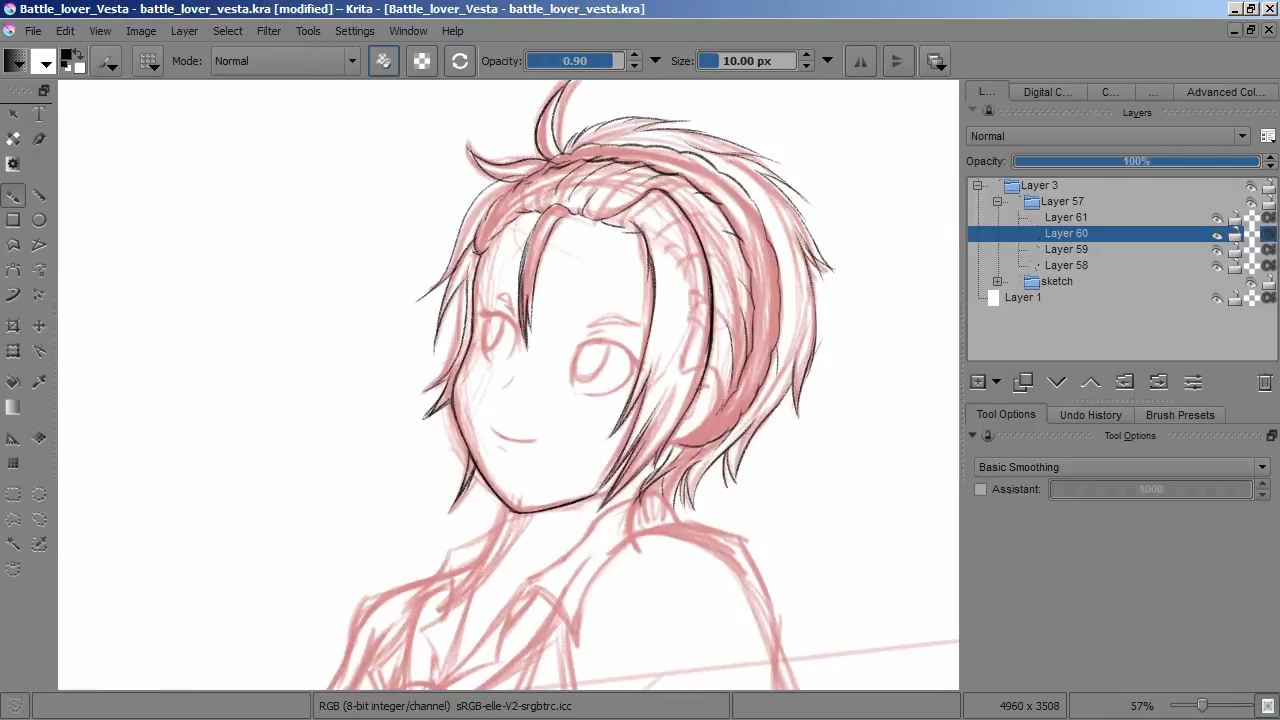 Battle_lover_Vesta - battle_lover_vesta.kra [modified] – Krita - [Battle_lover_Vesta - battle_lover_vesta.kra]
File Edit View Image Layer Select Filter Tools Settings Window Help
Mode: Normal Opacity: 0.90 Size: 10.00 px
L... Digital C... C... ... Advanced Col...
Layers
Normal
Opacity: 100%
Layer 3
Layer 57
Layer 61
Layer 60
Layer 59
Layer 58
sketch
Layer 1
Tool Options Undo History Brush Presets
Tool Options
Basic Smoothing
Assistant: 1000
RGB (8-bit integer/channel) sRGB-elle-V2-srgbtrc.icc 4960 x 3508 57%